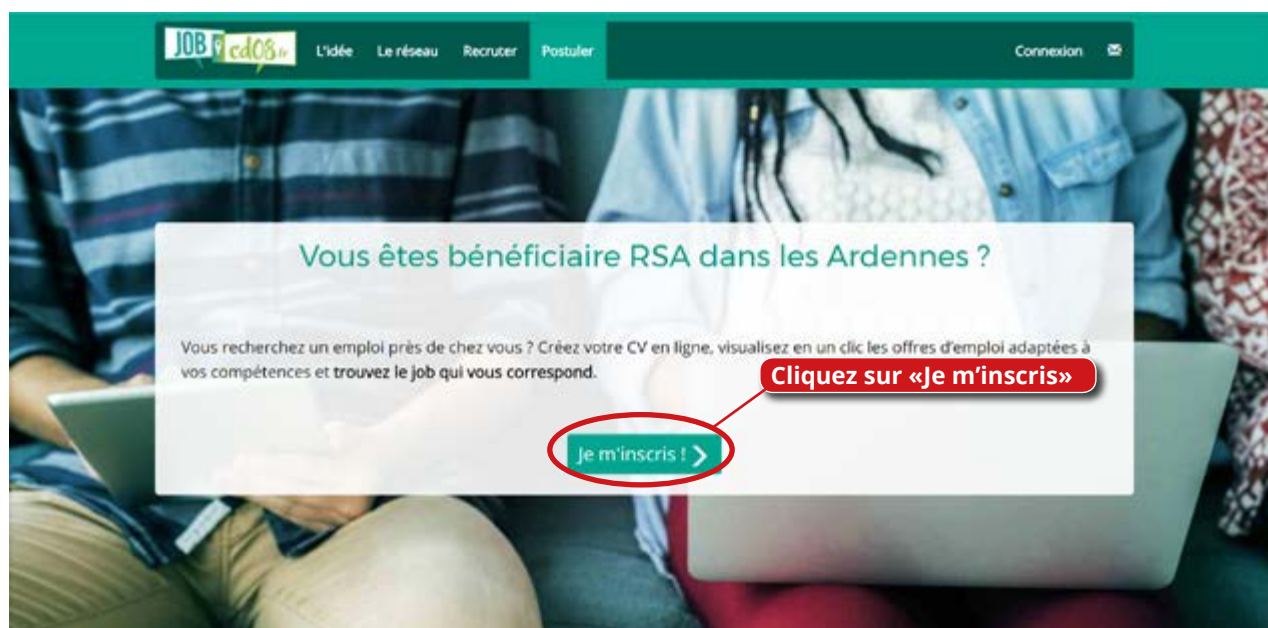 JOB cd08.fr
L'idée Le réseau Recruter Postuler Connexion
Vous êtes bénéficiaire RSA dans les Ardennes ?
Vous recherchez un emploi près de chez vous ? Créez votre CV en ligne, visualisez en un clic les offres d'emploi adaptées à
vos compétences et trouvez le job qui vous correspond.
Cliquez sur «Je m'inscris»
Je m'inscris !